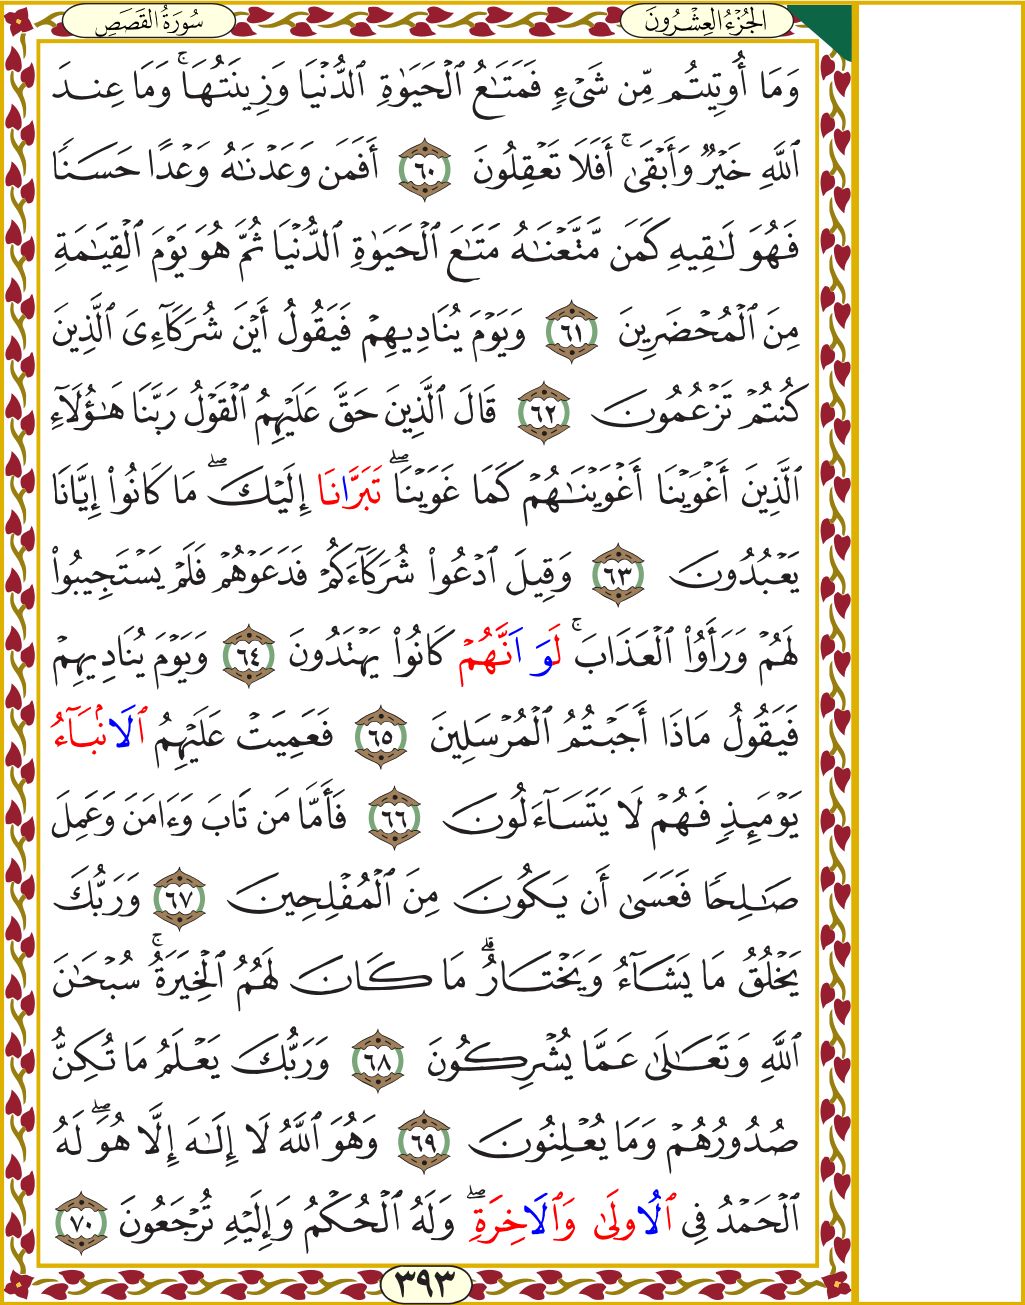 الجُزْءُ العِشْرُونَ
سُورَةُ القَصَصِ
وَمَا أُوتِيتُم مِّن شَىْءٍ فَمَتَٰعُ ٱلْحَيَوٰةِ ٱلدُّنْيَا وَزِينَتُهَا ۚ وَمَا عِندَ
ٱللَّهِ خَيْرٌ وَأَبْقَىٰ ۚ أَفَلَا تَعْقِلُونَ ٦٠ أَفَمَن وَعَدْنَٰهُ وَعْدًا حَسَنًا
فَهُوَ لَٰقِيهِ كَمَن مَّتَّعْنَٰهُ مَتَٰعَ ٱلْحَيَوٰةِ ٱلدُّنْيَا ثُمَّ هُوَ يَوْمَ ٱلْقِيَٰمَةِ
مِنَ ٱلْمُحْضَرِينَ ٦١ وَيَوْمَ يُنَادِيهِمْ فَيَقُولُ أَيْنَ شُرَكَآءِىَ ٱلَّذِينَ
كُنتُمْ تَزْعُمُونَ ٦٢ قَالَ ٱلَّذِينَ حَقَّ عَلَيْهِمُ ٱلْقَوْلُ رَبَّنَا هَٰٓؤُلَآءِ
ٱلَّذِينَ أَغْوَيْنَا أَغْوَيْنَٰهُمْ كَمَا غَوَيْنَا ۖ تَبَرَّانَا إِلَيْكَ ۖ مَا كَانُوا۟ إِيَّانَا
يَعْبُدُونَ ٦٣ وَقِيلَ ٱدْعُوا۟ شُرَكَآءَكُمْ فَدَعَوْهُمْ فَلَمْ يَسْتَجِيبُوا۟
لَهُمْ وَرَأَوُا۟ ٱلْعَذَابَ ۚ لَوَ اَنَّهُمْ كَانُوا۟ يَهْتَدُونَ ٦٤ وَيَوْمَ يُنَادِيهِمْ
فَيَقُولُ مَاذَا أَجَبْتُمُ ٱلْمُرْسَلِينَ ٦٥ فَعَمِيَتْ عَلَيْهِمُ ٱلَانۢبَآءُ
يَوْمَئِذٍ فَهُمْ لَا يَتَسَآءَلُونَ ٦٦ فَأَمَّا مَن تَابَ وَءَامَنَ وَعَمِلَ
صَٰلِحًا فَعَسَىٰ أَن يَكُونَ مِنَ ٱلْمُفْلِحِينَ ٦٧ وَرَبُّكَ
يَخْلُقُ مَا يَشَآءُ وَيَخْتَارُ ۗ مَا كَانَ لَهُمُ ٱلْخِيَرَةُ ۚ سُبْحَٰنَ
ٱللَّهِ وَتَعَٰلَىٰ عَمَّا يُشْرِكُونَ ٦٨ وَرَبُّكَ يَعْلَمُ مَا تُكِنُّ
صُدُورُهُمْ وَمَا يُعْلِنُونَ ٦٩ وَهُوَ ٱللَّهُ لَا إِلَٰهَ إِلَّا هُوَ ۖ لَهُ
ٱلْحَمْدُ فِى ٱلُاولَىٰ وَٱلَاخِرَةِ ۖ وَلَهُ ٱلْحُكْمُ وَإِلَيْهِ تُرْجَعُونَ ٧٠
٣٩٣